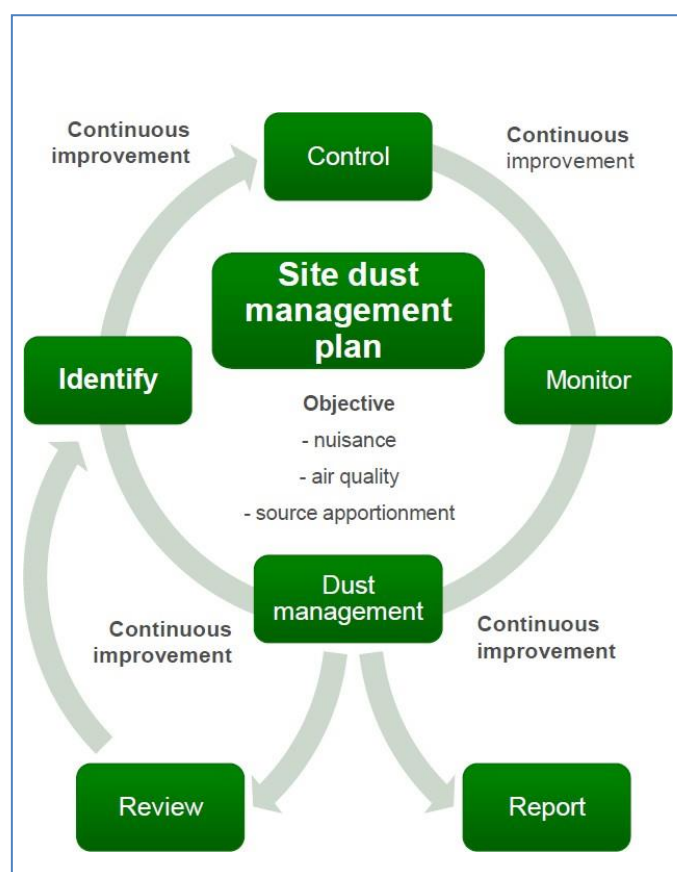 Continuous
improvement
Control
Continuous
improvement
Site dust
management
plan
Identify
Monitor
Objective
- nuisance
- air quality
- source apportionment
Dust
management
Continuous
improvement
Continuous
improvement
Review
Report